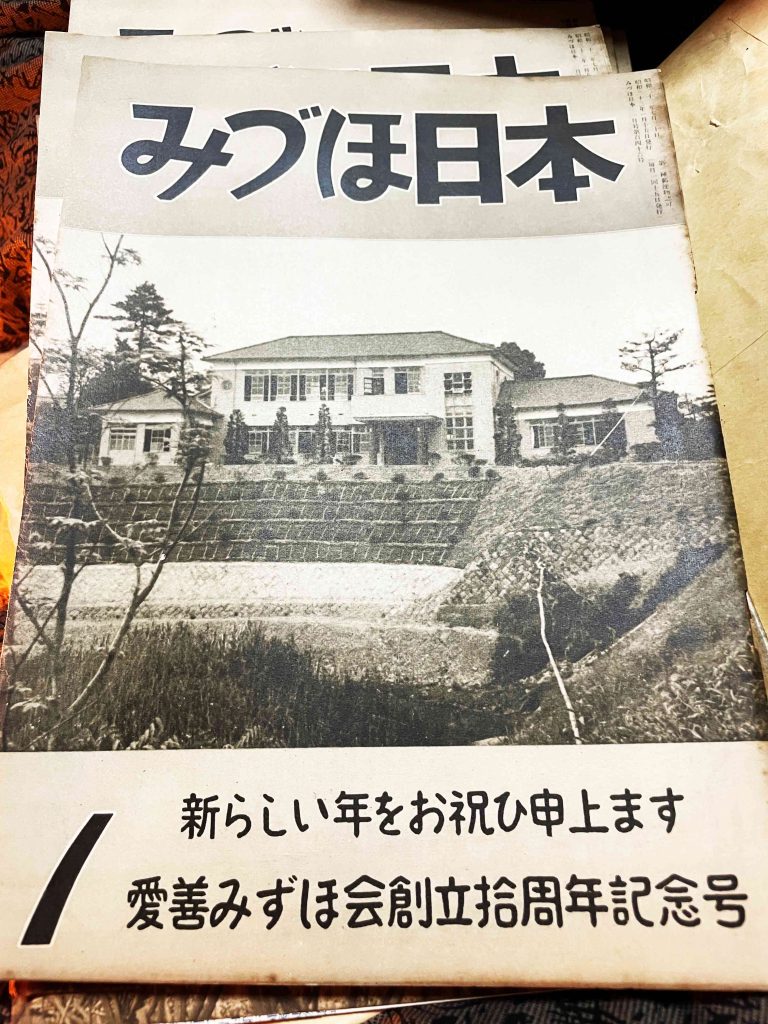 みづほ日本
新らしい年をお祝ひ申上ます
1
愛善みずほ会創立拾周年記念号